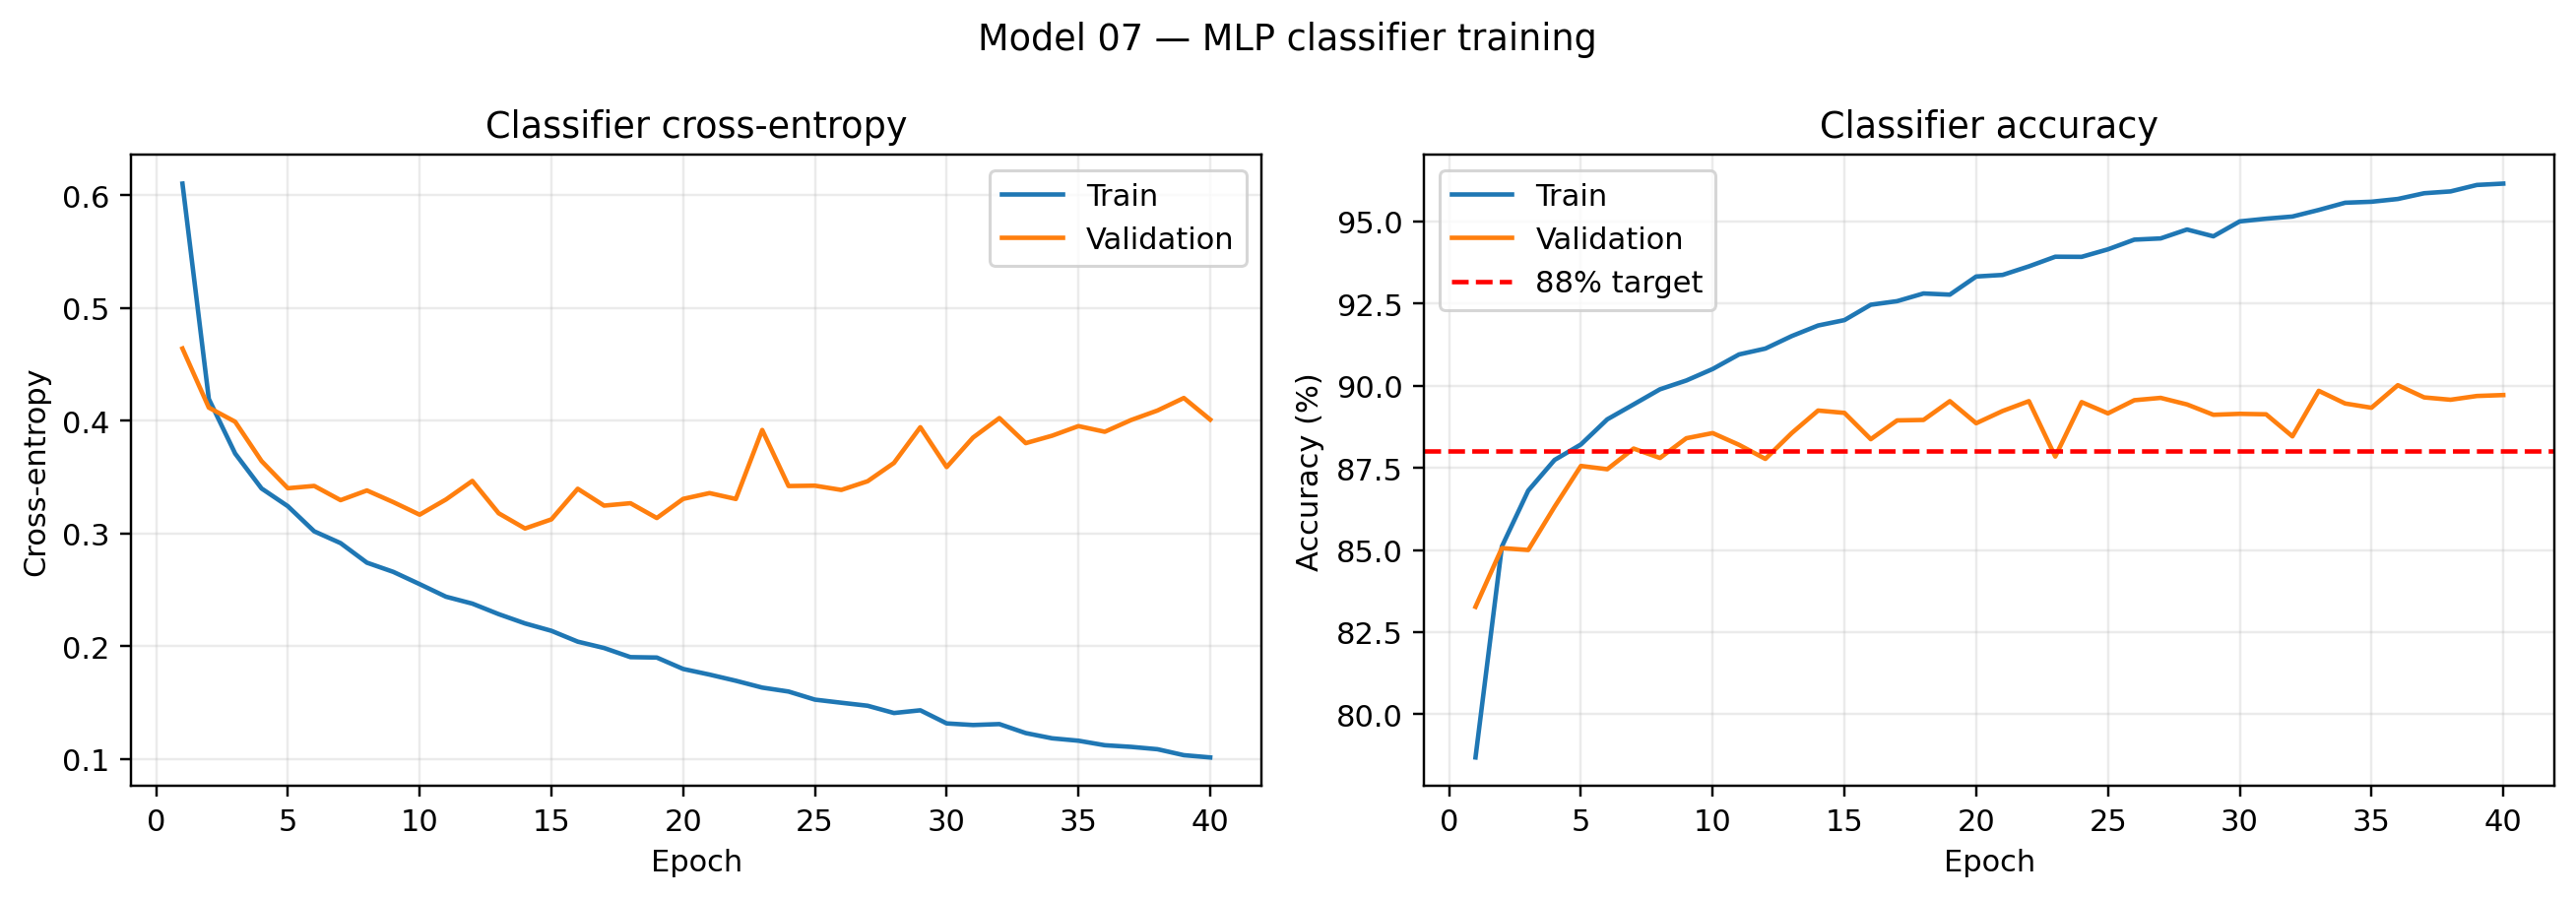 Model 07 — MLP classifier training
Classifier cross-entropy
Cross-entropy
0.6
0.5
0.4
0.3
0.2
0.1
0 5 10 15 20 25 30 35 40
Epoch
Train
Validation
Classifier accuracy
Accuracy (%)
95.0
92.5
90.0
87.5
85.0
82.5
80.0
0 5 10 15 20 25 30 35 40
Epoch
Train
Validation
88% target